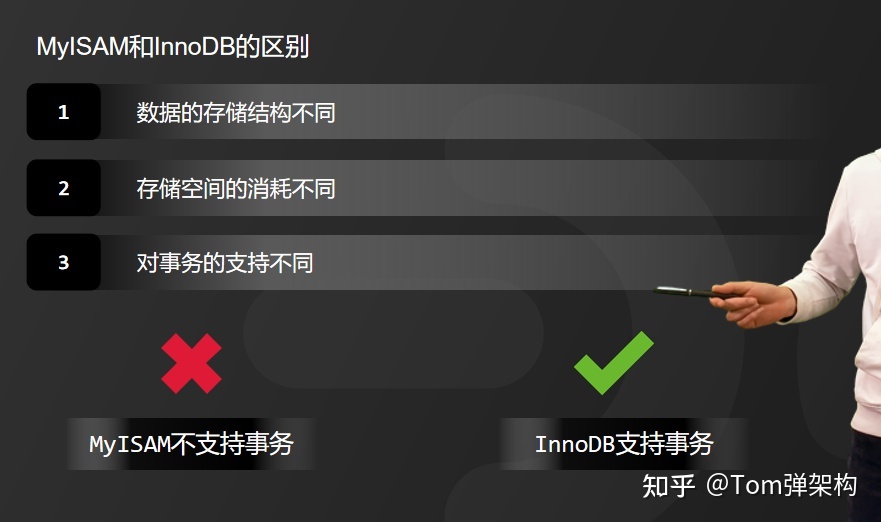 MyISAM和InnoDB的区别
1 数据的存储结构不同
2 存储空间的消耗不同
3 对事务的支持不同
MyISAM不支持事务 InnoDB支持事务
知乎 @Tom弹架构